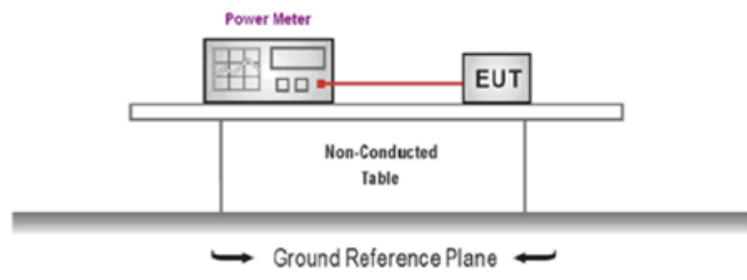 Power Meter
EUT
Non-Conducted
Table
Ground Reference Plane